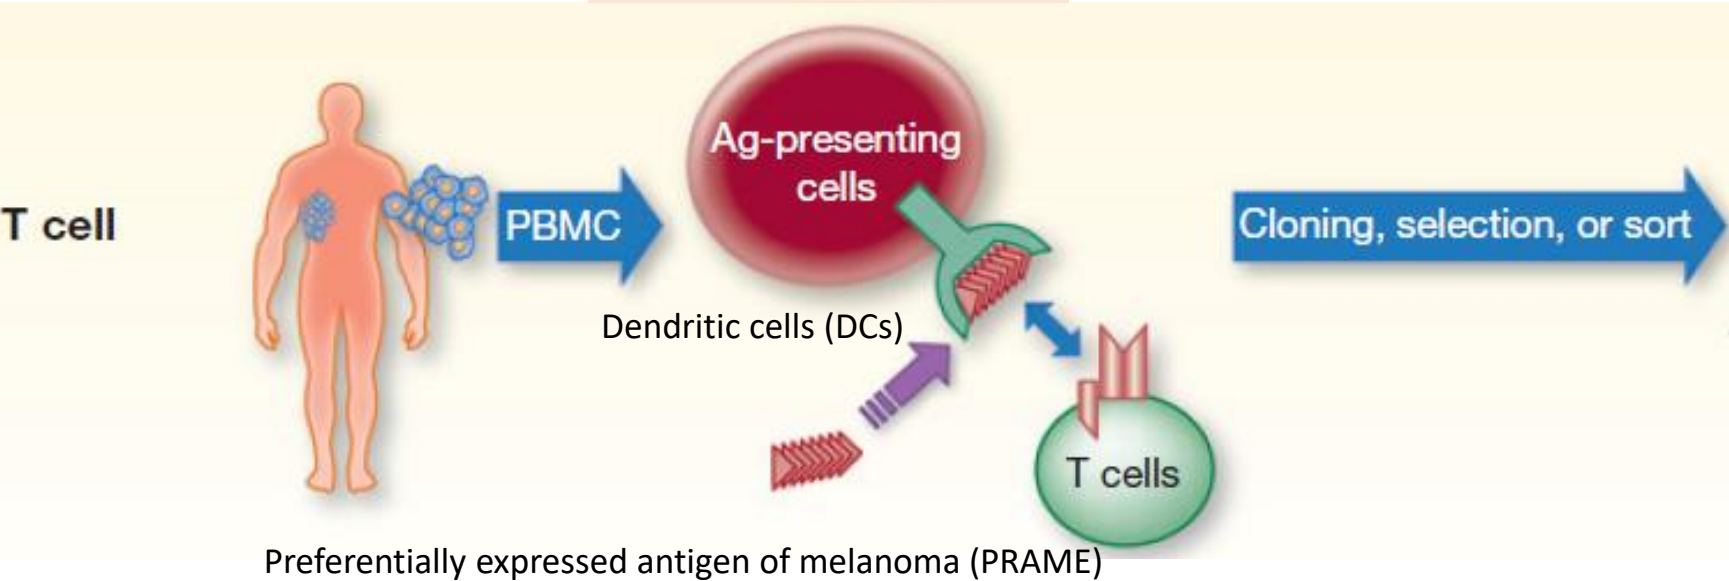 T cell
PBMC
Ag-presenting
cells
Dendritic cells (DCs)
Cloning, selection, or sort
T cells
Preferentially expressed antigen of melanoma (PRAME)